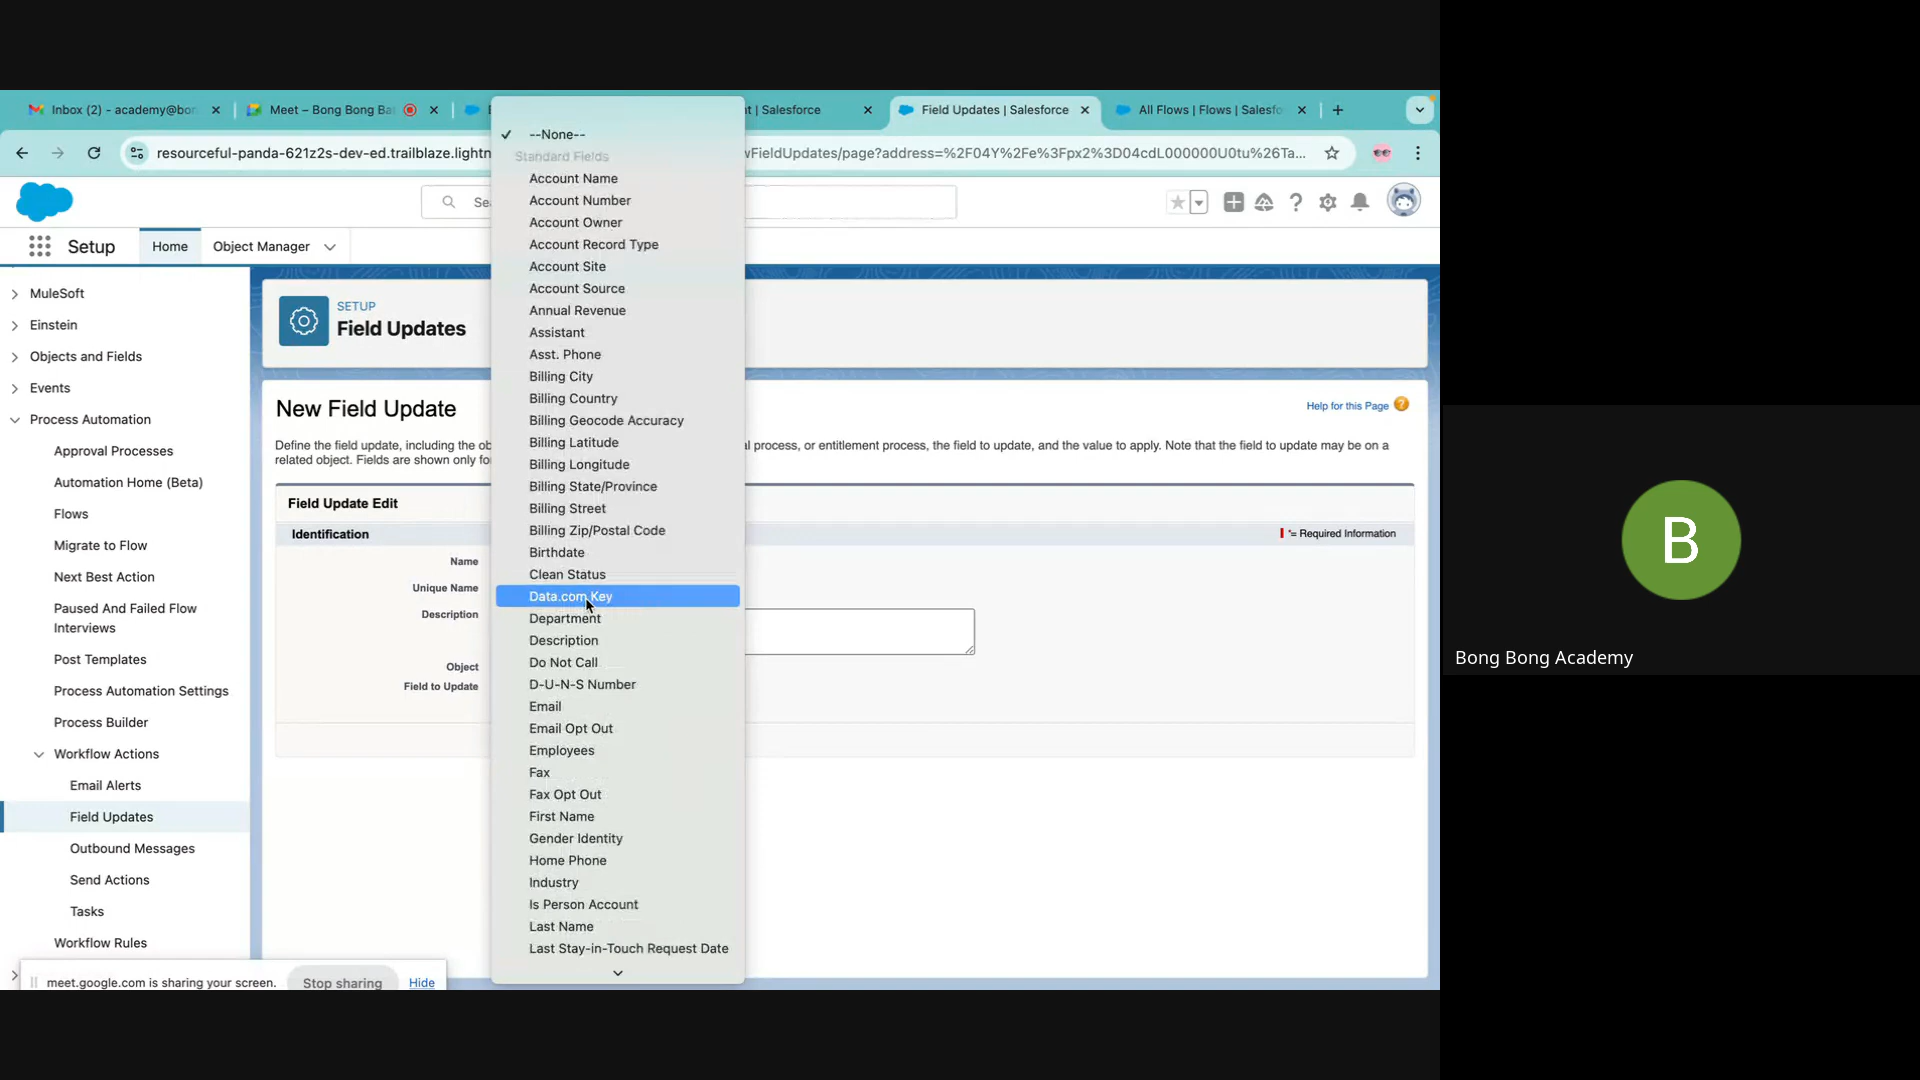 Inbox (2) - academy@bor
Meet – Bong Bong Ba
t | Salesforce
Field Updates | Salesforce
All Flows | Flows | Salesfo
resourceful-panda-621z2s-dev-ed.trailblaze.lightn
wFieldUpdates/page?address=%2F04Y%2Fe%3Fpx2%3D04cdL000000U0tu%26Ta...
Sea
Setup
Home
Object Manager
MuleSoft
Einstein
Objects and Fields
Events
Process Automation
Approval Processes
Automation Home (Beta)
Flows
Migrate to Flow
Next Best Action
Paused And Failed Flow
Interviews
Post Templates
Process Automation Settings
Process Builder
Workflow Actions
Email Alerts
Field Updates
Outbound Messages
Send Actions
Tasks
Workflow Rules
meet.google.com is sharing your screen.
Stop sharing
Hide
SETUP
Field Updates
New Field Update
Help for this Page
Define the field update, including the ob
l process, or entitlement process, the field to update, and the value to apply. Note that the field to update may be on a
related object. Fields are shown only fo
Field Update Edit
Identification
= Required Information
Name
Unique Name
Description
Object
Field to Update
--None--
Standard Fields
Account Name
Account Number
Account Owner
Account Record Type
Account Site
Account Source
Annual Revenue
Assistant
Asst. Phone
Billing City
Billing Country
Billing Geocode Accuracy
Billing Latitude
Billing Longitude
Billing State/Province
Billing Street
Billing Zip/Postal Code
Birthdate
Clean Status
Data.com Key
Department
Description
Do Not Call
D-U-N-S Number
Email
Email Opt Out
Employees
Fax
Fax Opt Out
First Name
Gender Identity
Home Phone
Industry
Is Person Account
Last Name
Last Stay-in-Touch Request Date
B
Bong Bong Academy